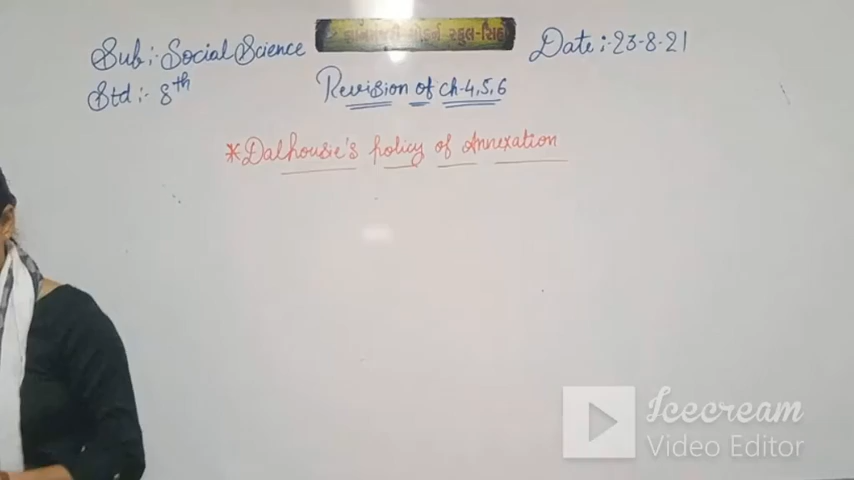 Sub:- Social Science
સ્કુલ-સિહોર
Date:-23-8-21
Std:- 8th
Revision of ch-4,5,6
*Dalhousie's policy of Annexation
Icecream
Video Editor